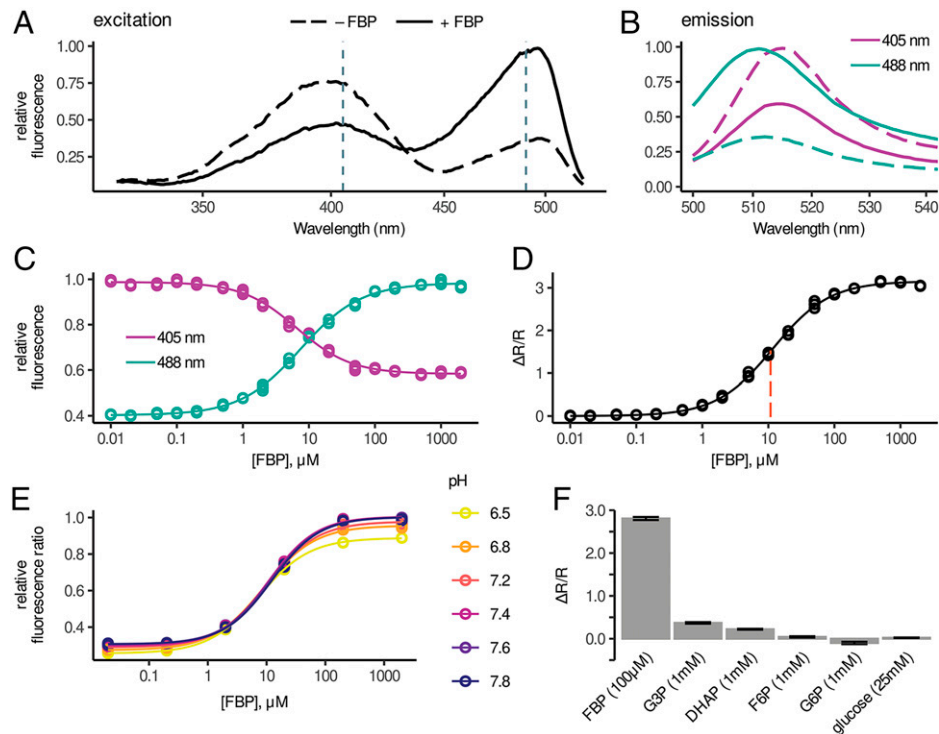 A
excitation
– FBP
+ FBP
relative
fluorescence
1.00
0.75
0.50
0.25
350
400
450
500
Wavelength (nm)
B
emission
405 nm
488 nm
1.00
0.75
0.50
0.25
0.00
500
510
520
530
540
Wavelength (nm)
C
relative
fluorescence
1.0
0.8
0.6
0.4
405 nm
488 nm
0.01
0.1
1
10
100
1000
[FBP], µM
D
ΔR/R
3
2
1
0
0.01
0.1
1
10
100
1000
[FBP], µM
E
relative
fluorescence ratio
1.0
0.8
0.6
0.4
0.1
1
10
100
1000
[FBP], µM
pH
6.5
6.8
7.2
7.4
7.6
7.8
F
ΔR/R
3.0
2.0
1.0
0.0
FBP (100µM)
G3P (1mM)
DHAP (1mM)
F6P (1mM)
G6P (1mM)
glucose (25mM)